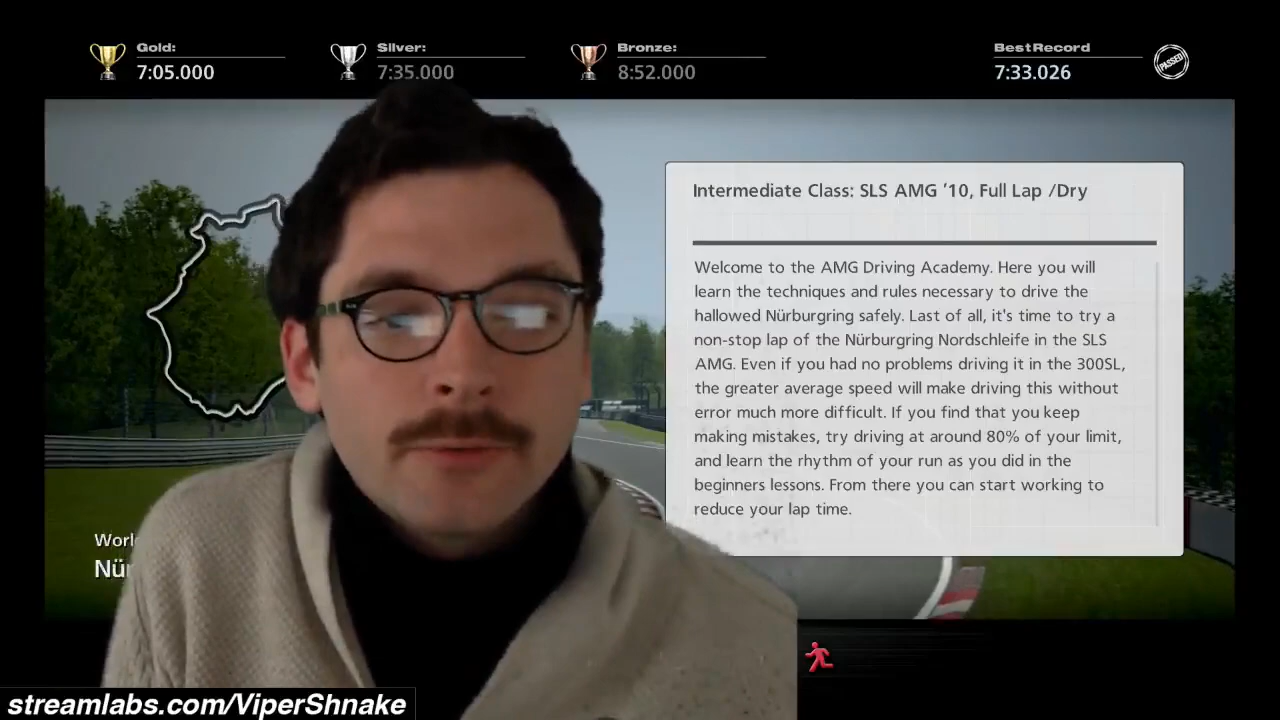 Gold:
7:05.000
Silver:
7:35.000
Bronze:
8:52.000
BestRecord
7:33.026
PASSED
Intermediate Class: SLS AMG '10, Full Lap /Dry
Welcome to the AMG Driving Academy. Here you will
learn the techniques and rules necessary to drive the
hallowed Nürburgring safely. Last of all, it's time to try a
non-stop lap of the Nürburgring Nordschleife in the SLS
AMG. Even if you had no problems driving it in the 300SL,
the greater average speed will make driving this without
error much more difficult. If you find that you keep
making mistakes, try driving at around 80% of your limit,
and learn the rhythm of your run as you did in the
beginners lessons. From there you can start working to
reduce your lap time.
streamlabs.com/ViperShnake